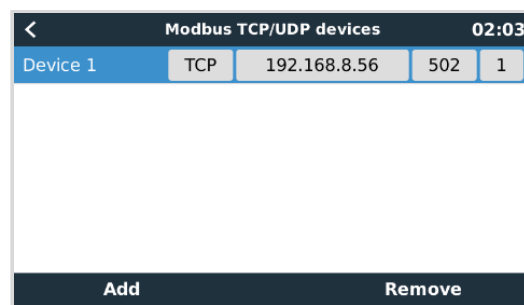 Modbus TCP/UDP devices 02:03
Device 1 TCP 192.168.8.56 502 1
Add Remove